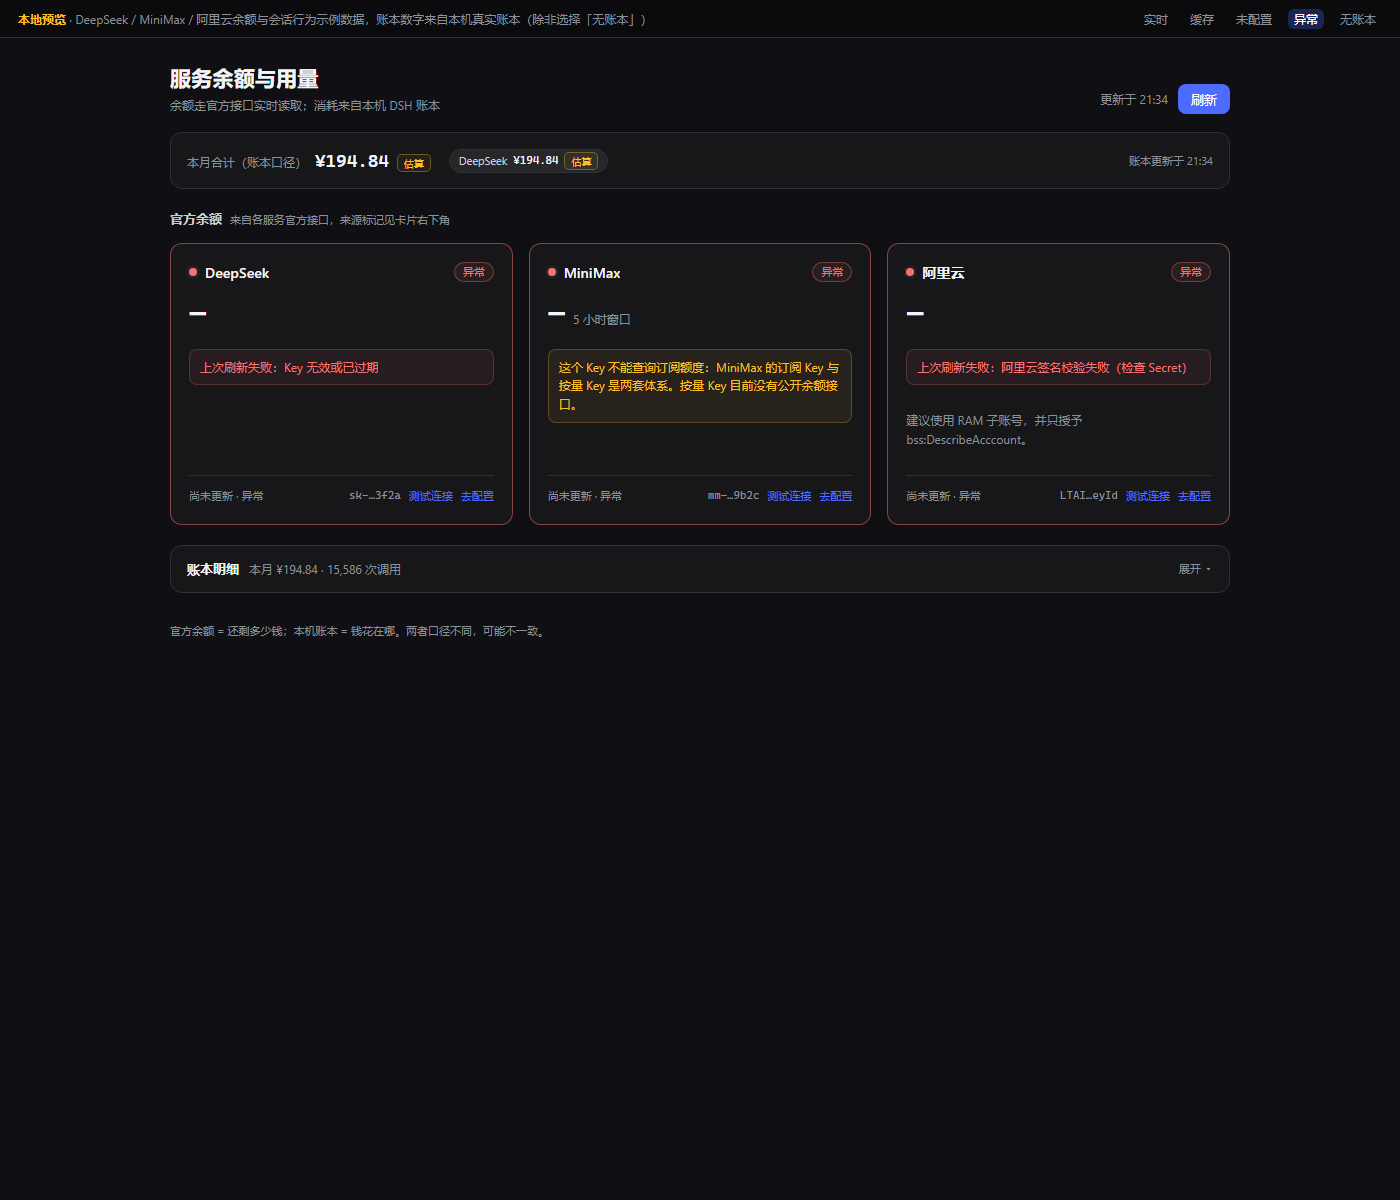 本地预览 · DeepSeek / MiniMax / 阿里云余额与会话行为示例数据，账本数字来自本机真实账本（除非选择「无账本」）
实时 缓存 未配置 异常 无账本
服务余额与用量
余额走官方接口实时读取；消耗来自本机 DSH 账本
更新于 21:34 刷新
本月合计（账本口径） ¥194.84 估算 DeepSeek ¥194.84 估算 账本更新于 21:34
官方余额 来自各服务官方接口，来源标记见卡片右下角
DeepSeek 异常
—
上次刷新失败：Key 无效或已过期
尚未更新 · 异常 sk-…3f2a 测试连接 去配置
MiniMax 异常
— 5 小时窗口
这个 Key 不能查询订阅额度：MiniMax 的订阅 Key 与
按量 Key 是两套体系。按量 Key 目前没有公开余额接
口。
尚未更新 · 异常 mm-…9b2c 测试连接 去配置
阿里云 异常
—
上次刷新失败：阿里云签名校验失败（检查 Secret）
建议使用 RAM 子账号，并只授予
bss:DescribeAcccount。
尚未更新 · 异常 LTAI…eyId 测试连接 去配置
账本明细 本月 ¥194.84 · 15,586 次调用 展开
官方余额 = 还剩多少钱；本机账本 = 钱花在哪。两者口径不同，可能不一致。